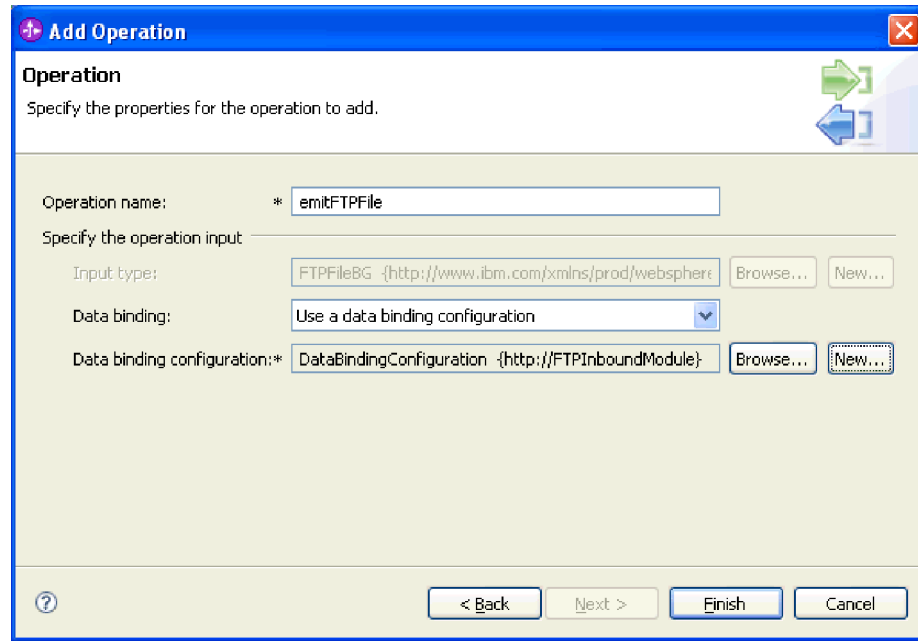 Add Operation
Operation
Specify the properties for the operation to add.
Operation name: * emitFTPFile
Specify the operation input
Input type: FTPFileBG {http://www.ibm.com/xmlns/prod/websphere Browse... New...
Data binding: Use a data binding configuration
Data binding configuration:* DataBindingConfiguration {http://FTPInboundModule} Browse... New...
? < Back Next > Finish Cancel